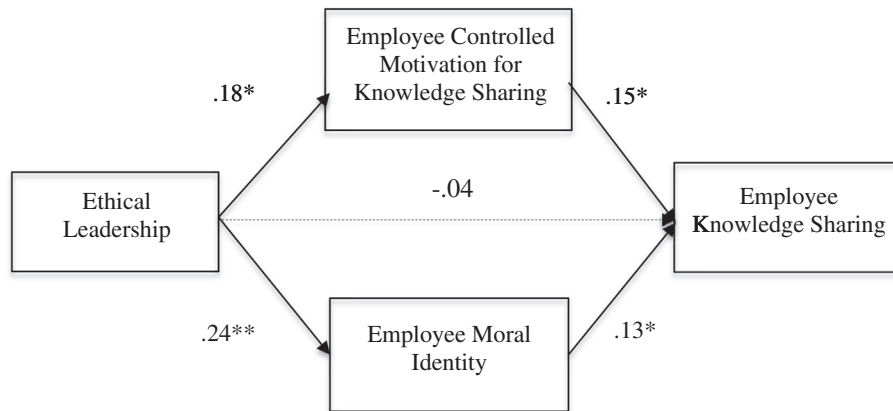 Employee Controlled
Motivation for
Knowledge Sharing
.18*
.15*
Ethical
Leadership
-.04
Employee
Knowledge Sharing
.24**
Employee Moral
Identity
.13*